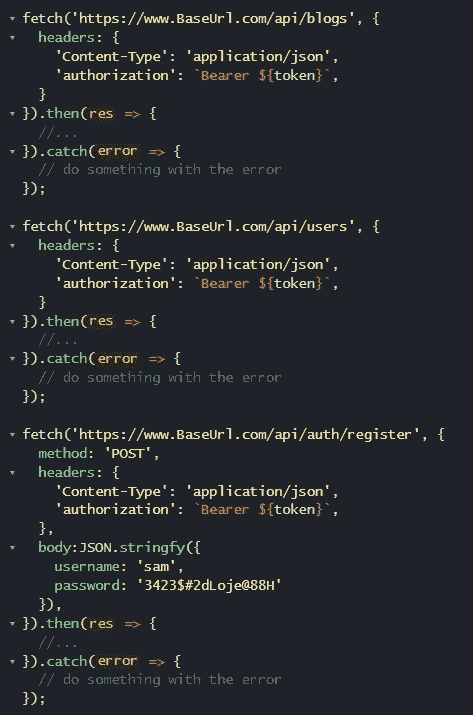 fetch('https://www.BaseUrl.com/api/blogs', {
headers: {
'Content-Type': 'application/json',
'authorization': `Bearer ${token}`,
}
}).then(res => {
//...
}).catch(error => {
// do something with the error
});
fetch('https://www.BaseUrl.com/api/users', {
headers: {
'Content-Type': 'application/json',
'authorization': `Bearer ${token}`,
}
}).then(res => {
//...
}).catch(error => {
// do something with the error
});
fetch('https://www.BaseUrl.com/api/auth/register', {
method: 'POST',
headers: {
'Content-Type': 'application/json',
'authorization': `Bearer ${token}`,
},
body:JSON.stringfy({
username: 'sam',
password: '3423$#2dLoje@88H'
}),
}).then(res => {
//...
}).catch(error => {
// do something with the error
});